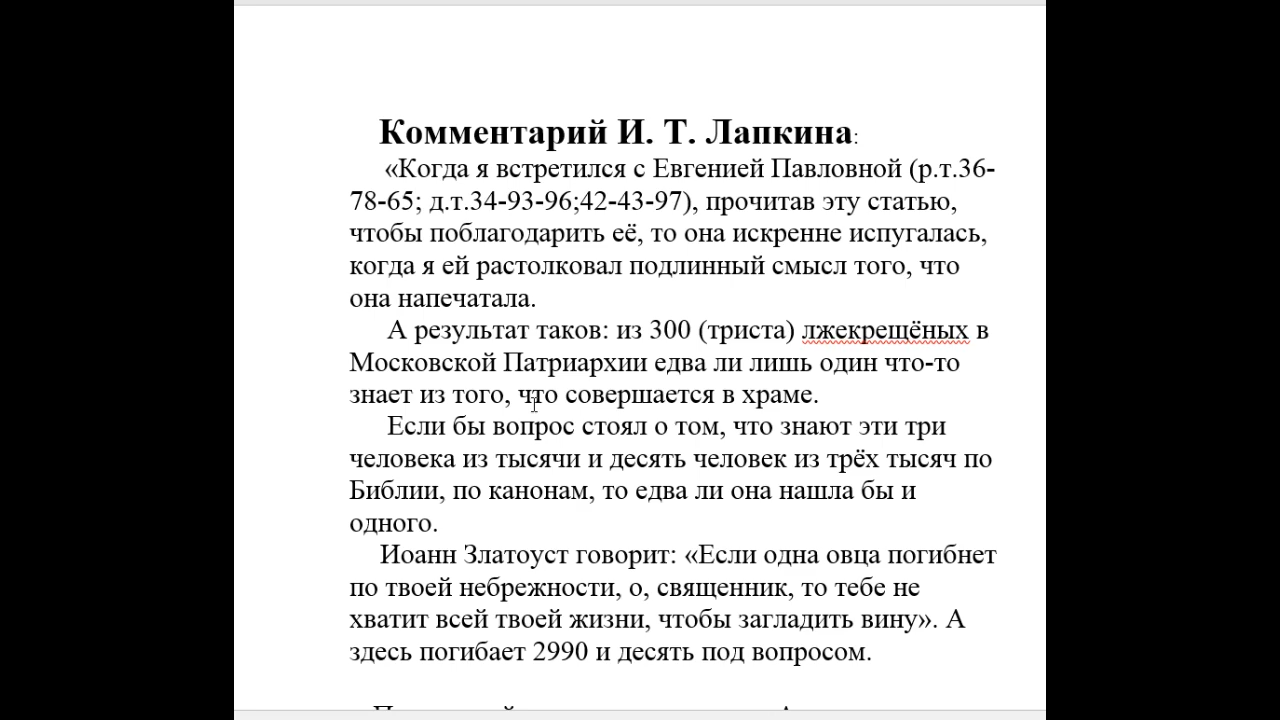 Комментарий И. Т. Лапкина:
«Когда я встретился с Евгенией Павловной (р.т.36-
78-65; д.т.34-93-96;42-43-97), прочитав эту статью,
чтобы поблагодарить её, то она искренне испугалась,
когда я ей растолковал подлинный смысл того, что
она напечатала.
А результат таков: из 300 (триста) лжекрещёных в
Московской Патриархии едва ли лишь один что-то
знает из того, что совершается в храме.
Если бы вопрос стоял о том, что знают эти три
человека из тысячи и десять человек из трёх тысяч по
Библии, по канонам, то едва ли она нашла бы и
одного.
Иоанн Златоуст говорит: «Если одна овца погибнет
по твоей небрежности, о, священник, то тебе не
хватит всей твоей жизни, чтобы загладить вину». А
здесь погибает 2990 и десять под вопросом.